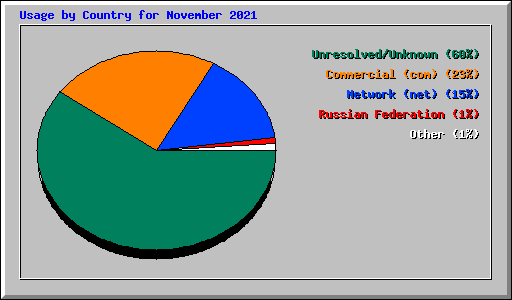 Usage by Country for November 2021
Unresolved/Unknown (60%)
Commercial (com) (23%)
Network (net) (15%)
Russian Federation (1%)
Other (1%)